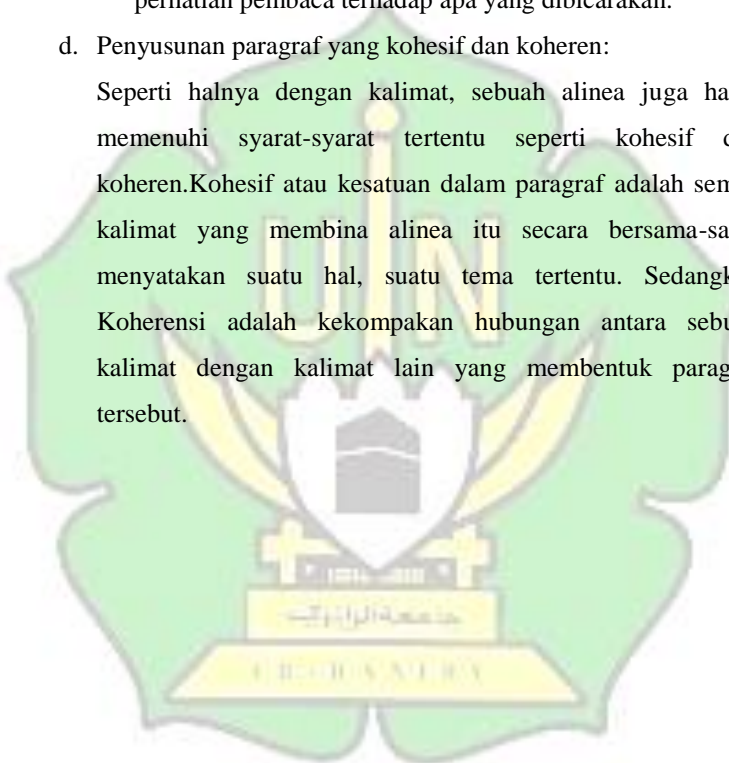 perhatian pembaca terhadap apa yang dibicarakan.
d. Penyusunan paragraf yang kohesif dan koheren:
Seperti halnya dengan kalimat, sebuah alinea juga ha
memenuhi syarat-syarat tertentu seperti kohesif d
koheren.Kohesif atau kesatuan dalam paragraf adalah sem
kalimat yang membina alinea itu secara bersama-sa
menyatakan suatu hal, suatu tema tertentu. Sedangk
Koherensi adalah kekompakan hubungan antara sebu
kalimat dengan kalimat lain yang membentuk parag
tersebut.
UIN